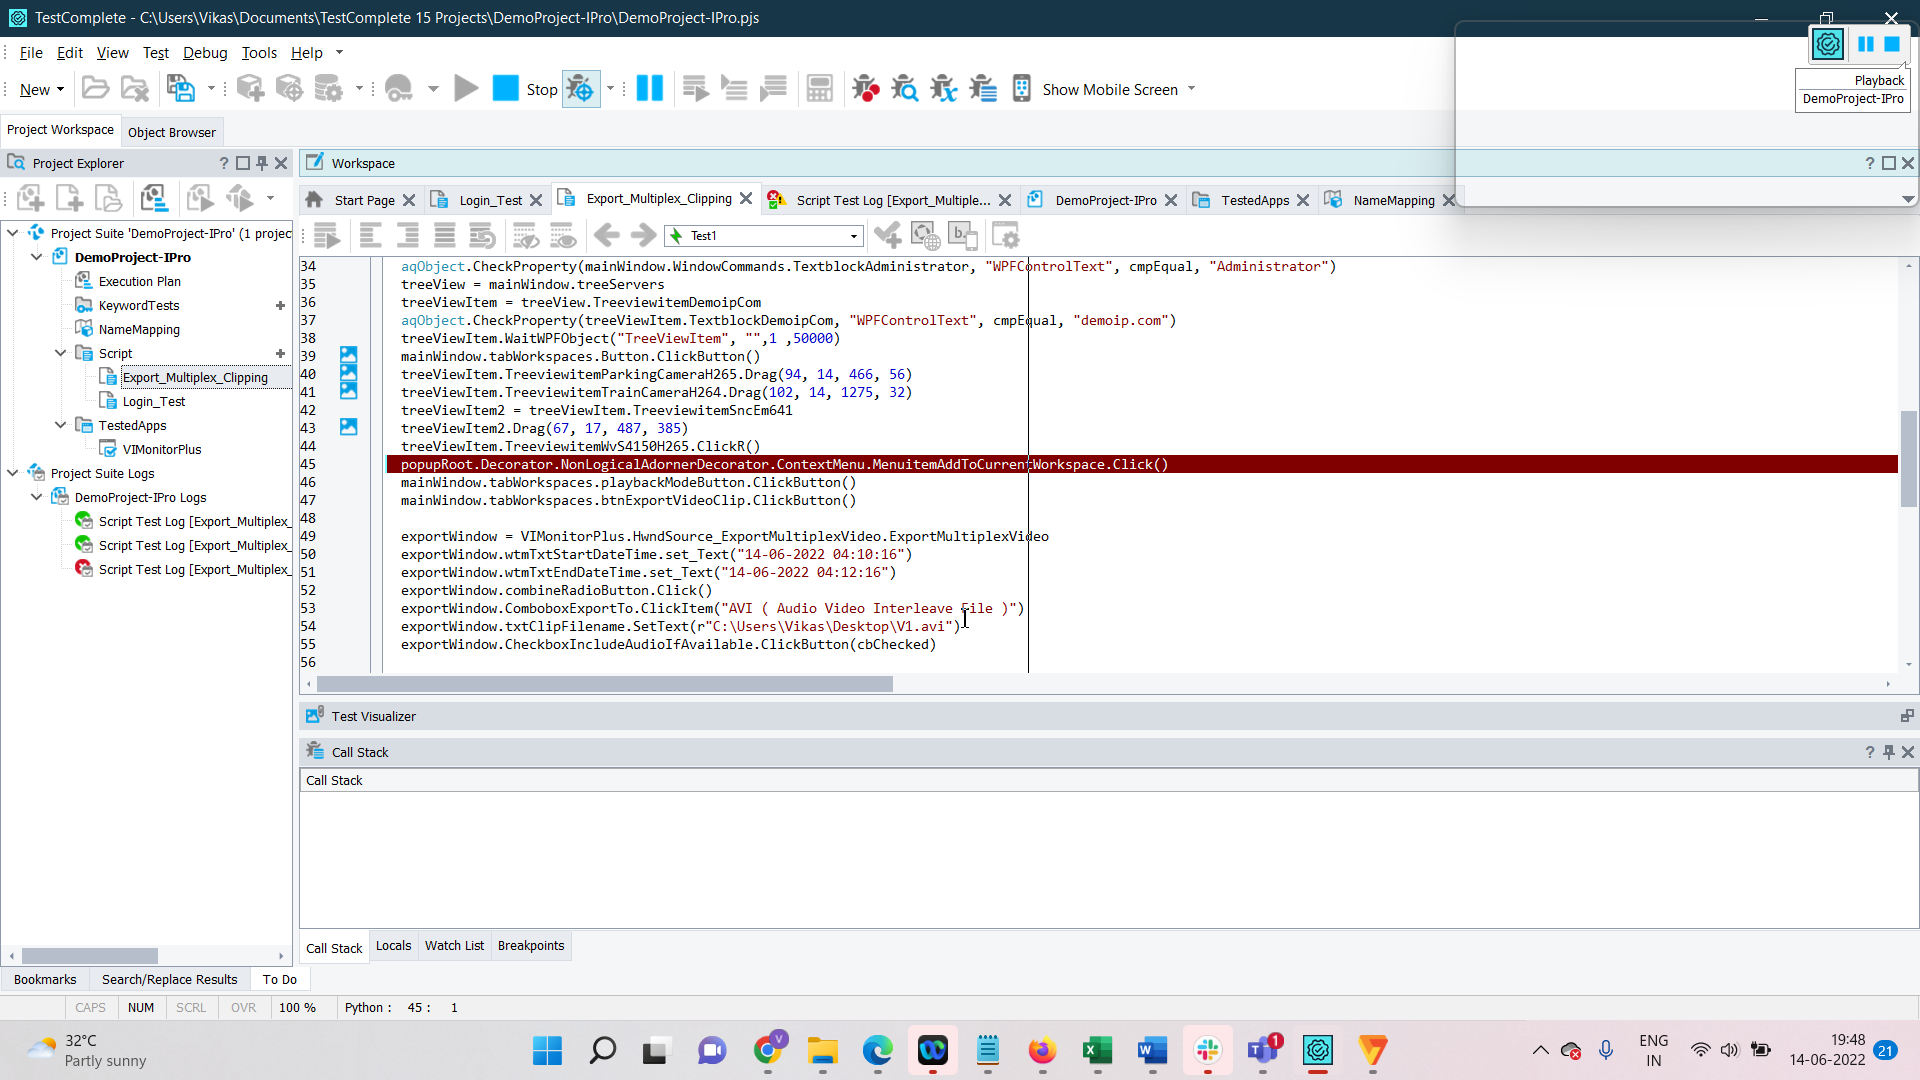 TestComplete - C:\Users\Vikas\Documents\TestComplete 15 Projects\DemoProject-IPro\DemoProject-IPro.pjs
File Edit View Test Debug Tools Help
New Stop Show Mobile Screen
Playback
DemoProject-IPro
Project Workspace Object Browser
Project Explorer
Workspace
Start Page Login_Test Export_Multiplex_Clipping Script Test Log [Export_Multiple... DemoProject-IPro TestedApps NameMapping
Test1
Project Suite 'DemoProject-IPro' (1 projec
DemoProject-IPro
Execution Plan
KeywordTests
NameMapping
Script
Export_Multiplex_Clipping
Login_Test
TestedApps
VIMonitorPlus
Project Suite Logs
DemoProject-IPro Logs
Script Test Log [Export_Multiplex_
Script Test Log [Export_Multiplex_
Script Test Log [Export_Multiplex_
34 aqObject.CheckProperty(mainWindow.WindowCommands.TextblockAdministrator, "WPFControlText", cmpEqual, "Administrator")
35 treeView = mainWindow.treeServers
36 treeViewItem = treeView.TreeviewitemDemoipCom
37 aqObject.CheckProperty(treeViewItem.TextblockDemoipCom, "WPFControlText", cmpEqual, "demoip.com")
38 treeViewItem.WaitWPFObject("TreeViewItem", "",1 ,50000)
39 mainWindow.tabWorkspaces.Button.ClickButton()
40 treeViewItem.TreeviewitemParkingCameraH265.Drag(94, 14, 466, 56)
41 treeViewItem.TreeviewitemTrainCameraH264.Drag(102, 14, 1275, 32)
42 treeViewItem2 = treeViewItem.TreeviewitemSncEm641
43 treeViewItem2.Drag(67, 17, 487, 385)
44 treeViewItem.TreeviewitemWvS4150H265.ClickR()
45 popupRoot.Decorator.NonLogicalAdornerDecorator.ContextMenu.MenuitemAddToCurrentWorkspace.Click()
46 mainWindow.tabWorkspaces.playbackModeButton.ClickButton()
47 mainWindow.tabWorkspaces.btnExportVideoClip.ClickButton()
48
49 exportWindow = VIMonitorPlus.HwndSource_ExportMultiplexVideo.ExportMultiplexVideo
50 exportWindow.wtmTxtStartDateTime.set_Text("14-06-2022 04:10:16")
51 exportWindow.wtmTxtEndDateTime.set_Text("14-06-2022 04:12:16")
52 exportWindow.combineRadioButton.Click()
53 exportWindow.ComboboxExportTo.ClickItem("AVI ( Audio Video Interleave File )")
54 exportWindow.txtClipFilename.SetText(r"C:\Users\Vikas\Desktop\V1.avi")
55 exportWindow.CheckboxIncludeAudioIfAvailable.ClickButton(cbChecked)
56
Test Visualizer
Call Stack
Call Stack
Call Stack Locals Watch List Breakpoints
Bookmarks Search/Replace Results To Do
CAPS NUM SCRL OVR 100 % Python : 45 : 1
32°C
Partly sunny
V
1
ENG
IN
19:48
14-06-2022
21